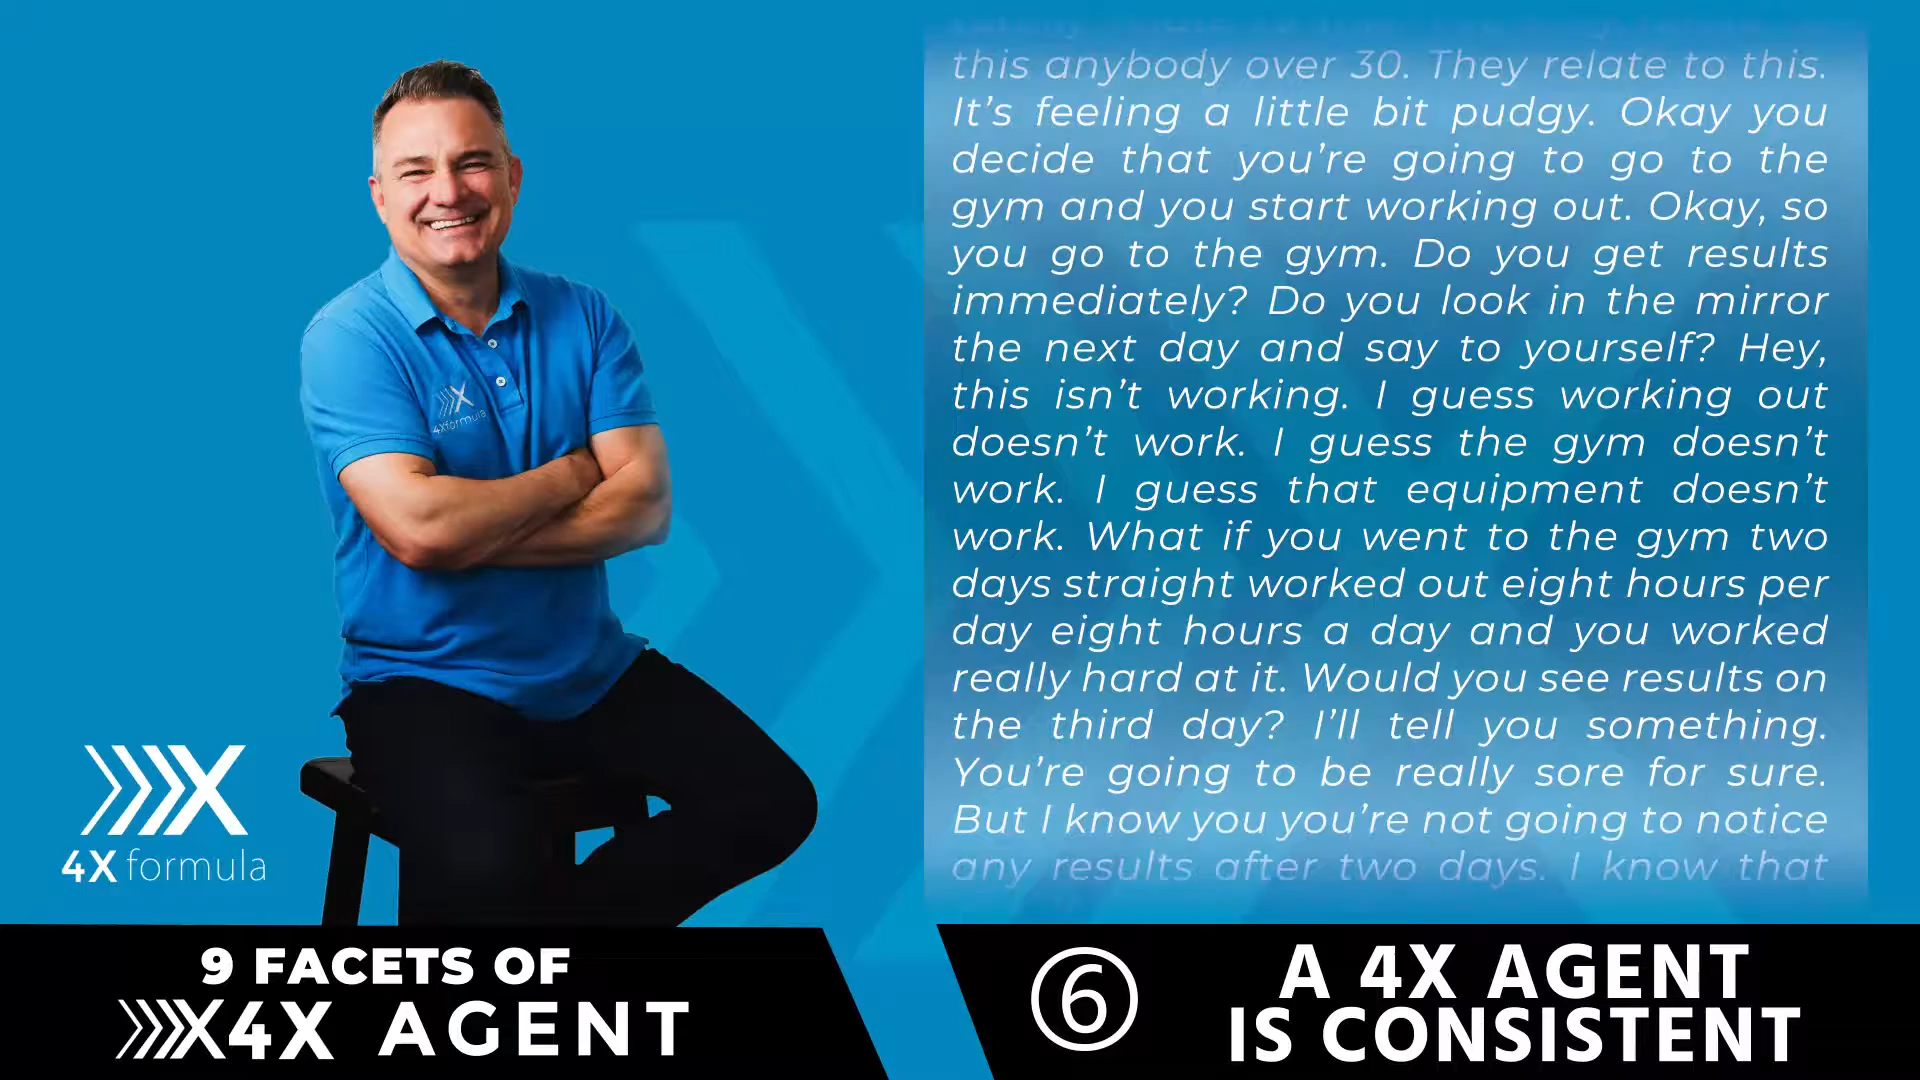 this anybody over 30. They relate to this.
It's feeling a little bit pudgy. Okay you
decide that you're going to go to the
gym and you start working out. Okay, so
you go to the gym. Do you get results
immediately? Do you look in the mirror
the next day and say to yourself? Hey,
this isn't working. I guess working out
doesn't work. I guess the gym doesn't
work. I guess that equipment doesn't
work. What if you went to the gym two
days straight worked out eight hours per
day eight hours a day and you worked
really hard at it. Would you see results on
the third day? I'll tell you something.
You're going to be really sore for sure.
But I know you you're not going to notice
any results after two days. I know that
X
4Xformula
X
4X formula
9 FACETS OF
X4X AGENT
6
A 4X AGENT
IS CONSISTENT